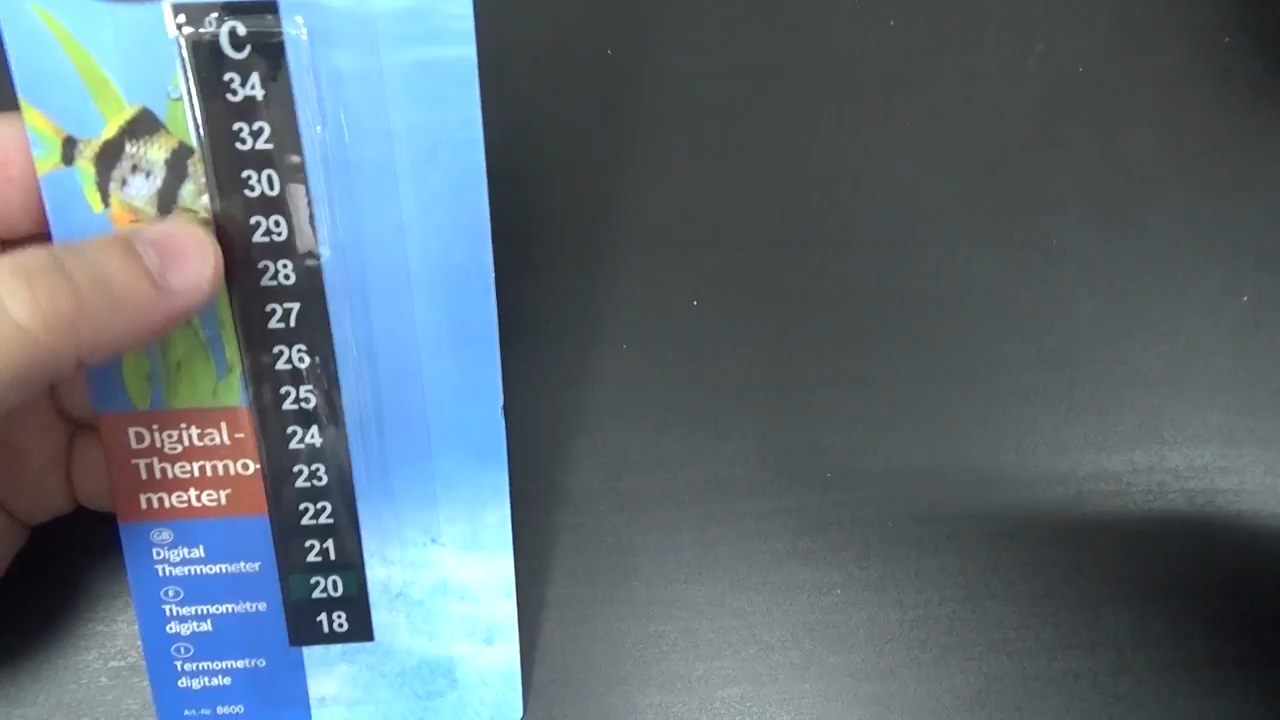 °C
34
32
30
29
28
27
26
25
24
23
22
21
20
18
Digital-
Thermo-
meter
GB
Digital
Thermometer
F
Thermomètre
digital
I
Termometro
digitale
Art.-Nr. 8600